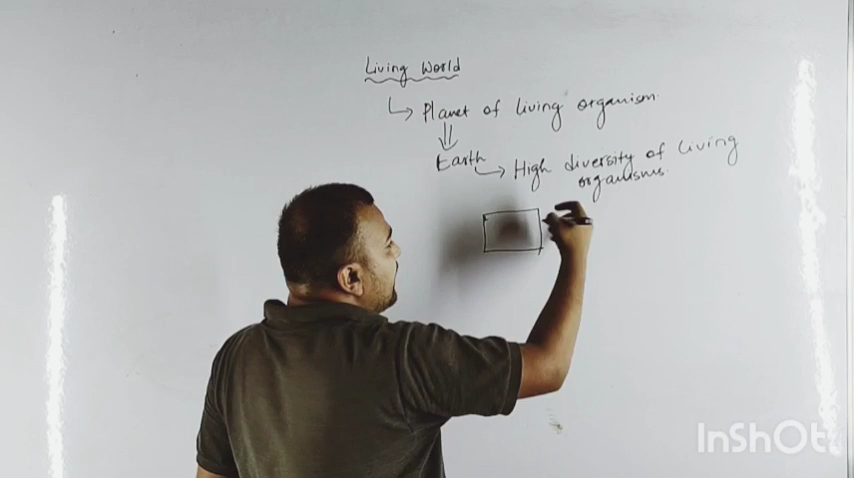 Living World
↳ Planet of living organism.
⇓
Earth ↳ High diversity of living
organisms.
InShOt